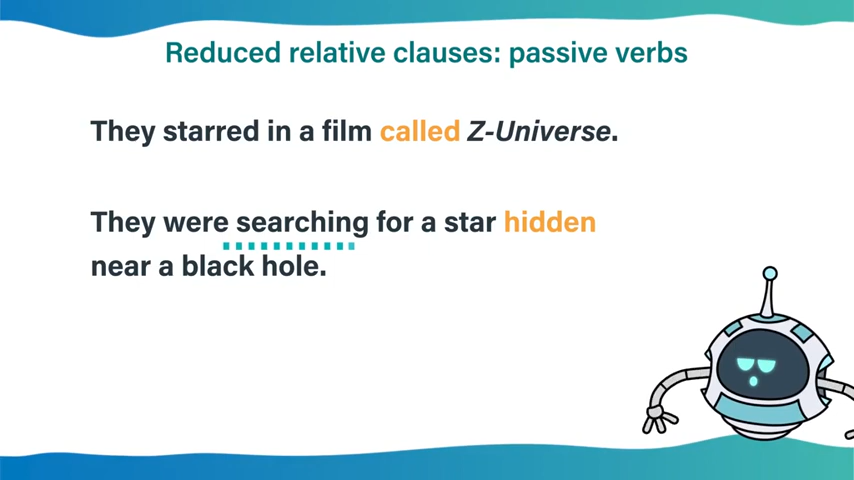 Reduced relative clauses: passive verbs
They starred in a film called Z-Universe.
They were searching for a star hidden
near a black hole.